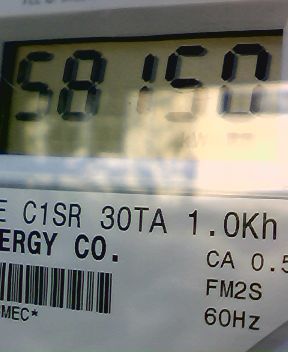 58150
E C1SR 30TA 1.0Kh
ERGY CO.
CA 0.5
FM2S
MEC*
60Hz